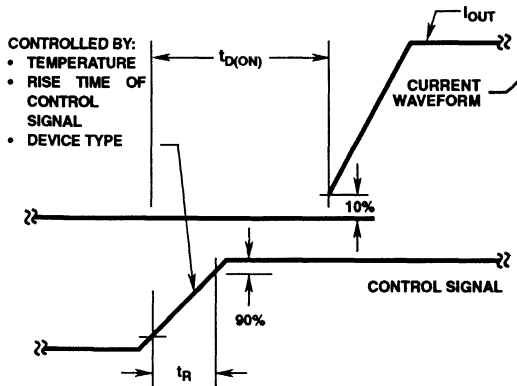 CONTROLLED BY:
• TEMPERATURE
• RISE TIME OF
CONTROL
SIGNAL
• DEVICE TYPE
tD(ON)
IOUT
CURRENT
WAVEFORM
10%
CONTROL SIGNAL
90%
tR